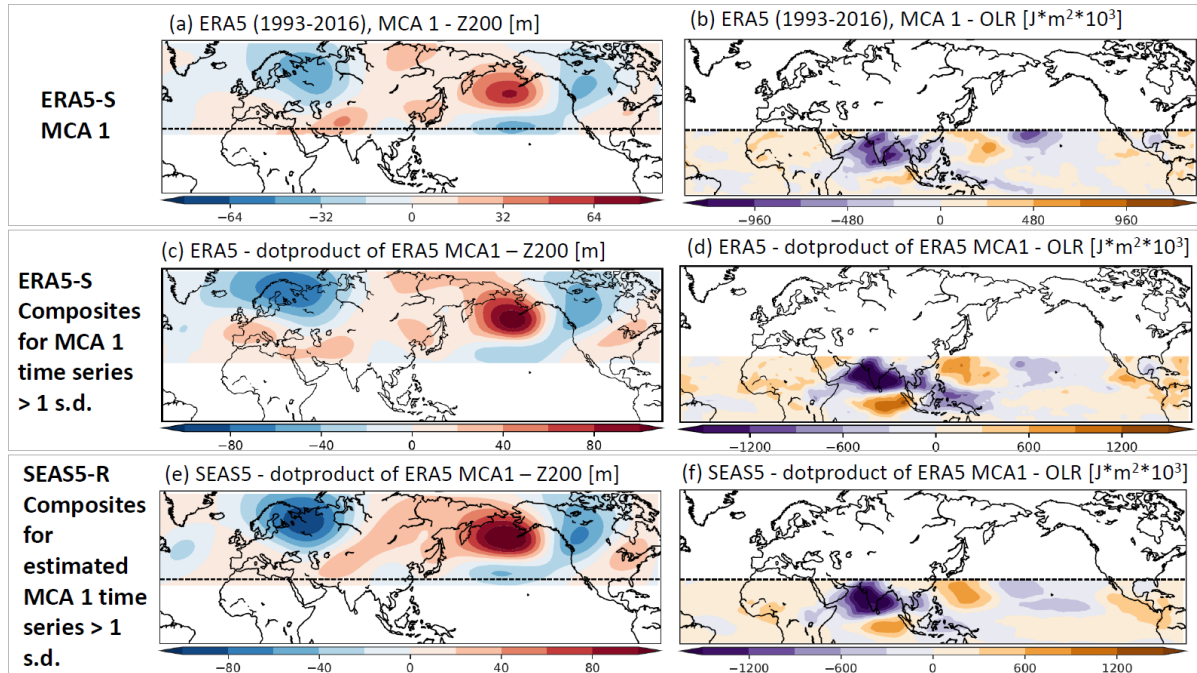 (a) ERA5 (1993-2016), MCA 1 - Z200 [m]
(b) ERA5 (1993-2016), MCA 1 - OLR [J*m²*10³]
ERA5-S
MCA 1
−64 −32 0 32 64
−960 −480 0 480 960
(c) ERA5 - dotproduct of ERA5 MCA1 – Z200 [m]
(d) ERA5 - dotproduct of ERA5 MCA1 - OLR [J*m²*10³]
ERA5-S
Composites
for MCA 1
time series
> 1 s.d.
−80 −40 0 40 80
−1200 −600 0 600 1200
(e) SEAS5 - dotproduct of ERA5 MCA1 – Z200 [m]
(f) SEAS5 - dotproduct of ERA5 MCA1 - OLR [J*m²*10³]
SEAS5-R
Composites
for
estimated
MCA 1 time
series > 1
s.d.
−80 −40 0 40 80
−1200 −600 0 600 1200